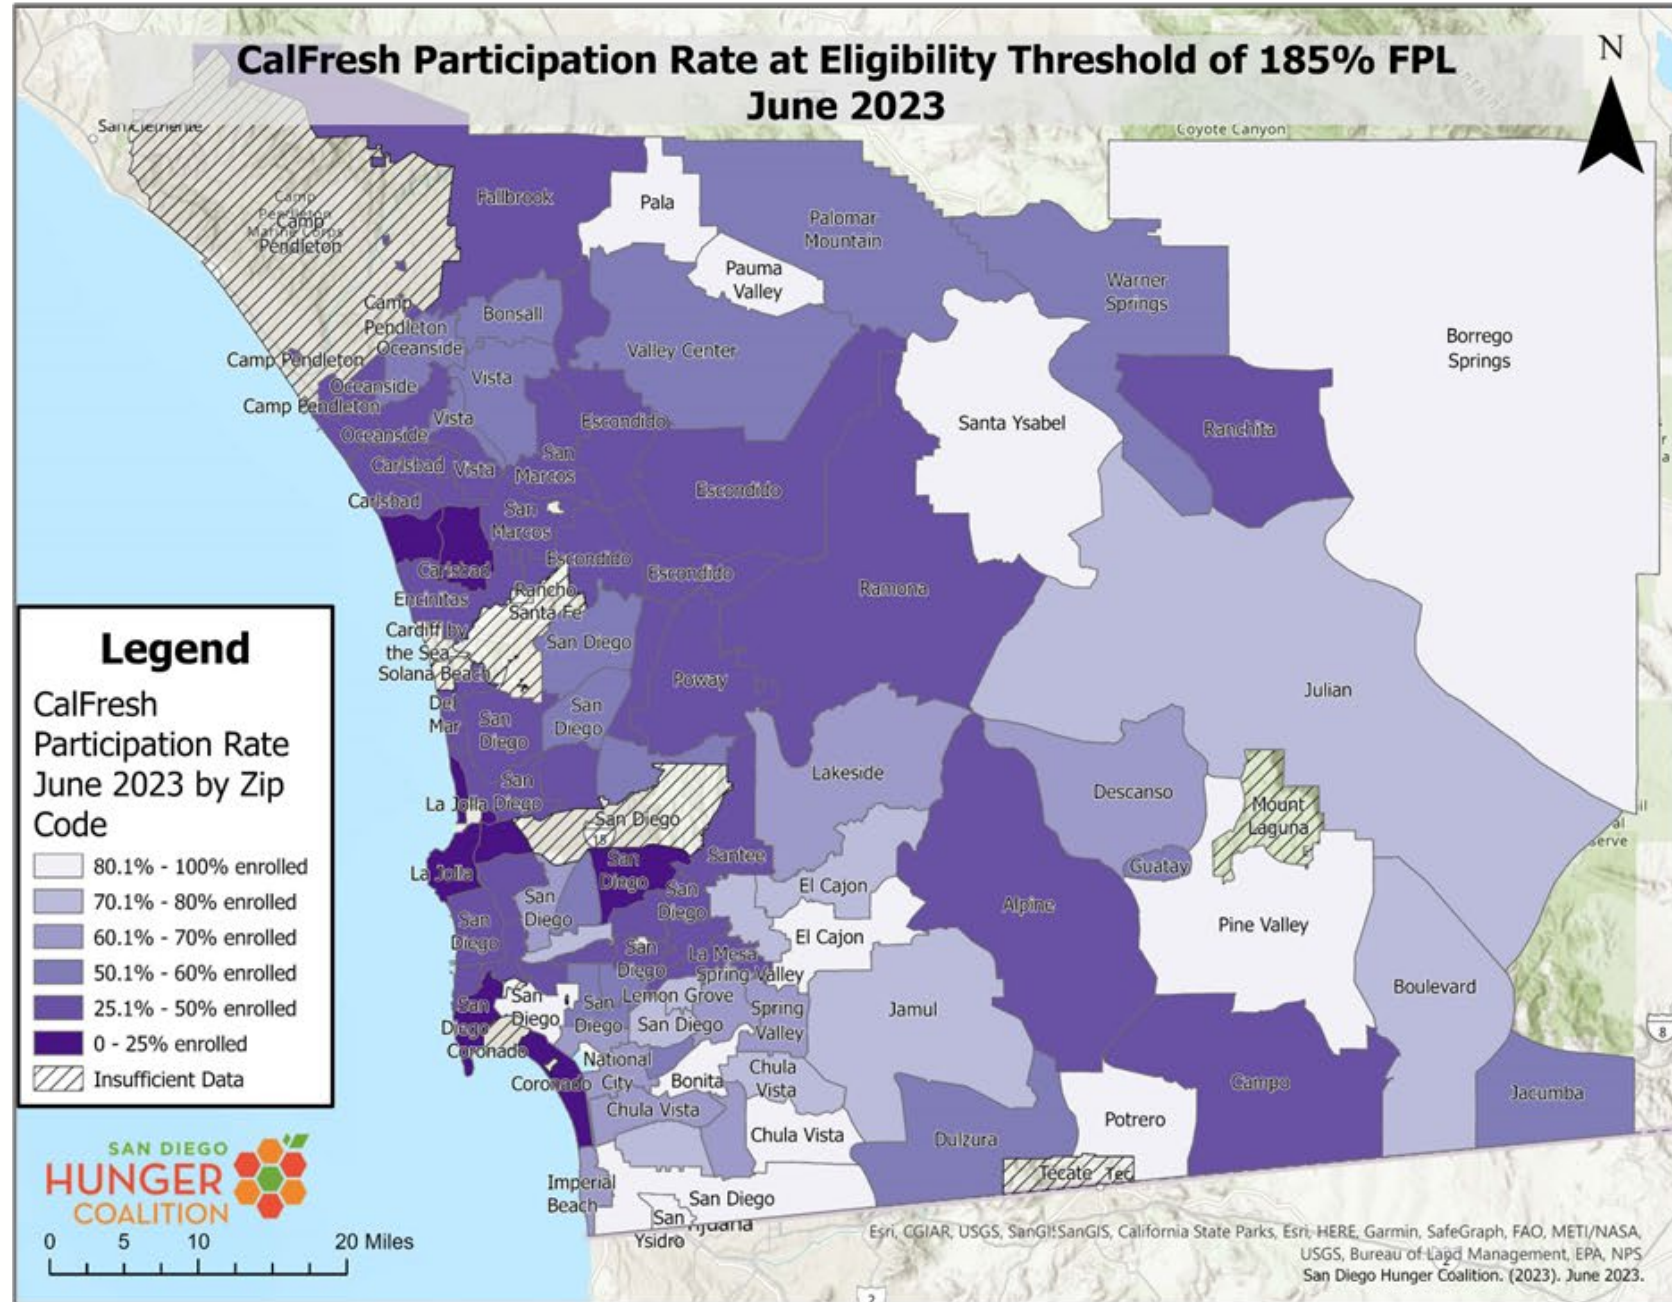 CalFresh Participation Rate at Eligibility Threshold of 185% FPL
June 2023
N
San Clemente
Coyote Canyon
Camp
Pendleton
Marine Corps
Camp
Pendleton
Fallbrook
Pala
Palomar
Mountain
Pauma
Valley
Warner
Springs
Borrego
Springs
Camp
Pendleton
Bonsall
Oceanside
Camp Pendleton
Valley Center
Vista
Oceanside
Camp Pendleton
Vista
Escondido
Santa Ysabel
Ranchita
Oceanside
Carlsbad
Vista
San
Marcos
Carlsbad
Escondido
San
Marcos
Escondido
Carlsbad
Escondido
Ramona
Encinitas
Rancho
Santa Fe
Cardiff by
the Sea
San Diego
Solana Beach
Poway
Julian
Del
Mar
San
Diego
San
Diego
Lakeside
San
Diego
La Jolla
Descanso
Mount
Laguna
San Diego
15
La Jolla
San
Diego
Santee
Guatay
San
Diego
San
Diego
El Cajon
Alpine
Pine Valley
San
Diego
El Cajon
San
Diego
La Mesa
Spring Valley
Boulevard
San
Diego
San
Diego
San
Diego
Lemon Grove
San Diego
Spring
Valley
Jamul
8
Coronado
Coronado
National
City
Bonita
Chula
Vista
Campo
Jacumba
Chula Vista
Chula Vista
Potrero
Dulzura
Tecate
Tec
Imperial
Beach
San Diego
San
Ysidro
Tijuana
2
2
Legend
CalFresh
Participation Rate
June 2023 by Zip
Code
80.1% - 100% enrolled
70.1% - 80% enrolled
60.1% - 70% enrolled
50.1% - 60% enrolled
25.1% - 50% enrolled
0 - 25% enrolled
Insufficient Data
SAN DIEGO
HUNGER
COALITION
0 5 10 20 Miles
Esri, CGIAR, USGS, SanGI!SanGIS, California State Parks, Esri, HERE, Garmin, SafeGraph, FAO, METI/NASA,
USGS, Bureau of Land Management, EPA, NPS
San Diego Hunger Coalition. (2023). June 2023.